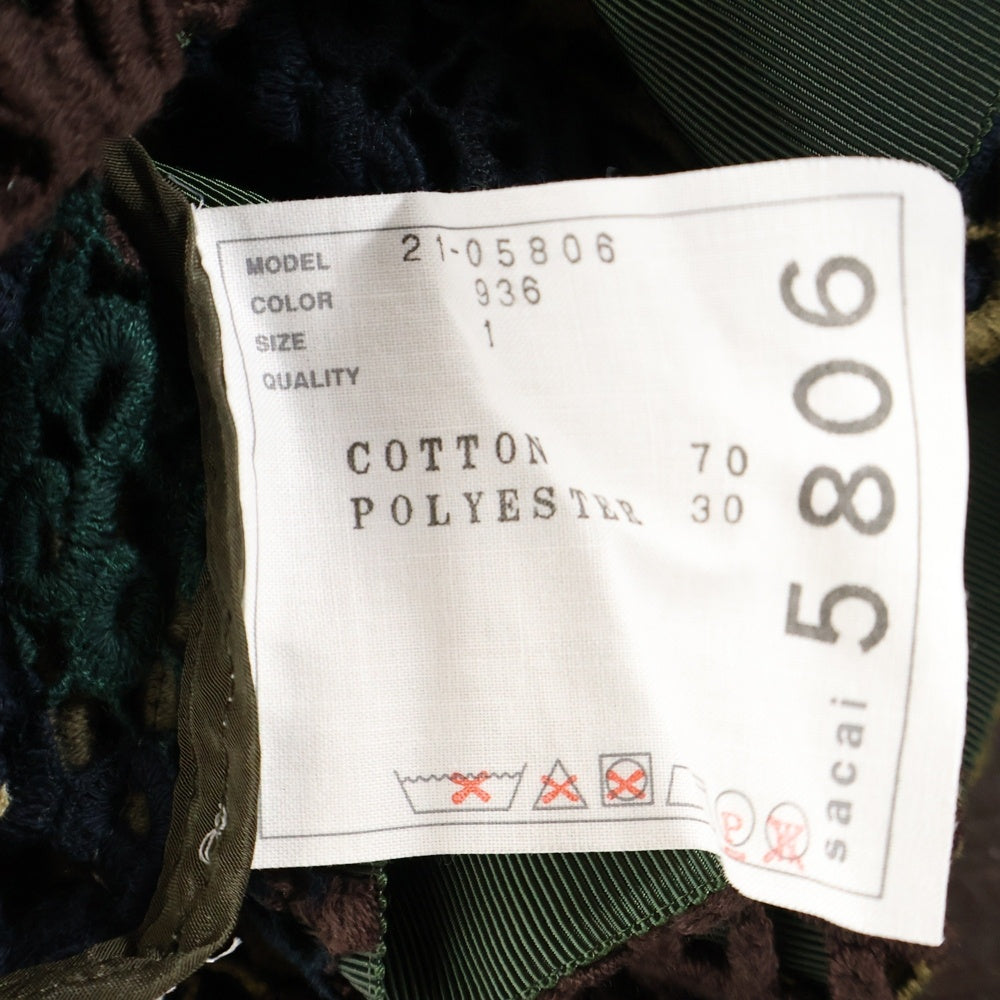 MODEL 21-05806
COLOR 936
SIZE 1
QUALITY
COTTON 70
POLYESTER 30
P
W
sacai 5806